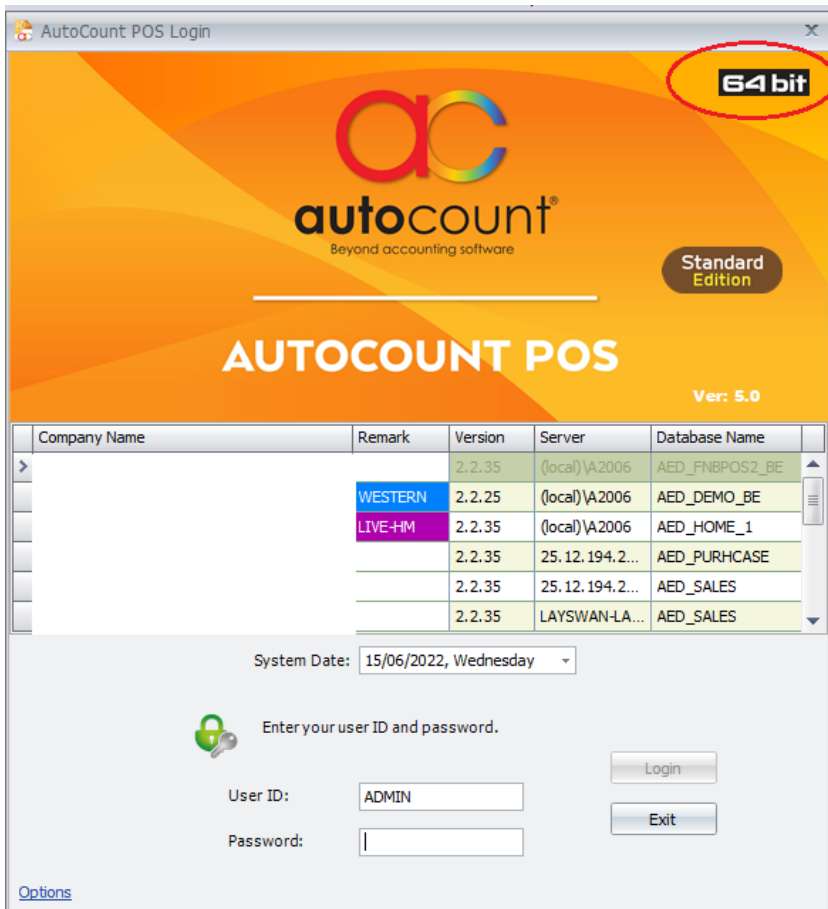 AutoCount POS Login
64 bit
ac
autocount®
Beyond accounting software
Standard
Edition
AUTOCOUNT POS
Ver: 5.0
Company Name Remark Version Server Database Name
2.2.35 (local)\A2006 AED_FNBPOS2_BE
WESTERN 2.2.25 (local)\A2006 AED_DEMO_BE
LIVE-HM 2.2.35 (local)\A2006 AED_HOME_1
2.2.35 25.12.194.2... AED_PURHCASE
2.2.35 25.12.194.2... AED_SALES
2.2.35 LAYSWAN-LA... AED_SALES
System Date: 15/06/2022, Wednesday
Enter your user ID and password.
Login
User ID: ADMIN
Exit
Password:
Options